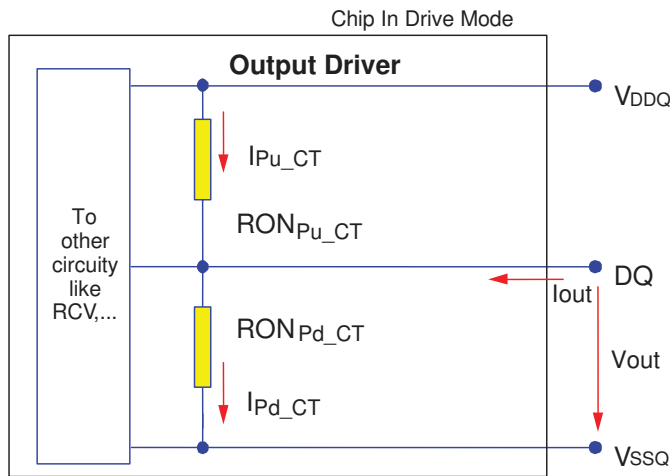 Chip In Drive Mode
Output Driver
VDDQ
IPu_CT
RONPu_CT
To
other
circuity
like
RCV,...
DQ
Iout
RONPd_CT
Vout
IPd_CT
VSSQ